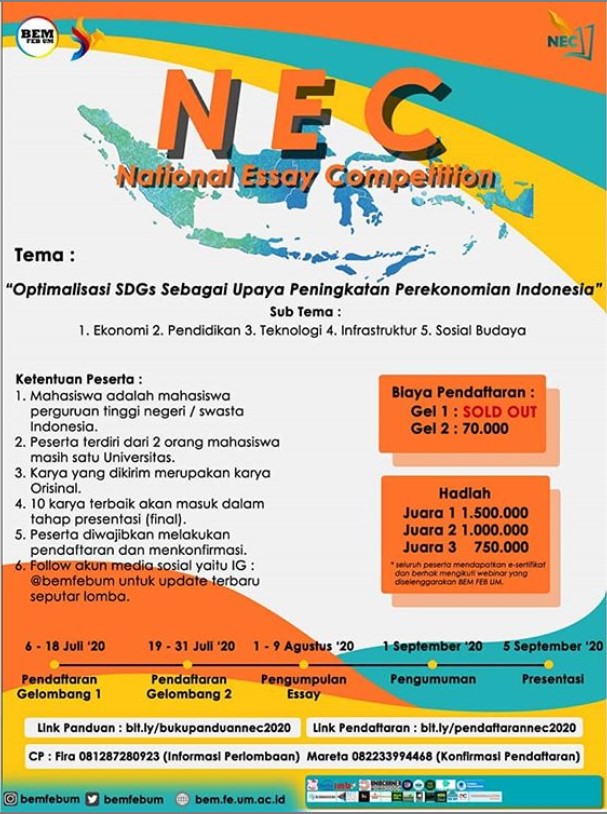 BEM
FEB UM
NEC
NEC
National Essay Competition
Tema :
“Optimalisasi SDGs Sebagai Upaya Peningkatan Perekonomian Indonesia”
Sub Tema :
1. Ekonomi 2. Pendidikan 3. Teknologi 4. Infrastruktur 5. Sosial Budaya
Ketentuan Peserta :
1. Mahasiswa adalah mahasiswa
perguruan tinggi negeri / swasta
Indonesia.
2. Peserta terdiri dari 2 orang mahasiswa
masih satu Universitas.
3. Karya yang dikirim merupakan karya
Orisinal.
4. 10 karya terbaik akan masuk dalam
tahap presentasi (final).
5. Peserta diwajibkan melakukan
pendaftaran dan menkonfirmasi.
6. Follow akun media sosial yaitu IG :
@bemfebum untuk update terbaru
seputar lomba.
Biaya Pendaftaran :
Gel 1 : SOLD OUT
Gel 2 : 70.000
Hadiah
Juara 1 1.500.000
Juara 2 1.000.000
Juara 3 750.000
* seluruh peserta mendapatkan e-sertifikat
dan berhak mengikuti webinar yang
diselenggarakan BEM FEB UM.
6 - 18 Juli ‘20
Pendaftaran
Gelombang 1
19 - 31 Juli ‘20
Pendaftaran
Gelombang 2
1 - 9 Agustus ‘20
Pengumpulan
Essay
1 September ‘20
Pengumuman
5 September ‘20
Presentasi
Link Panduan : bit.ly/bukupanduannec2020
Link Pendaftaran : bit.ly/pendaftarannec2020
CP : Fira 081287280923 (Informasi Perlombaan) Mareta 082233994468 (Konfirmasi Pendaftaran)
bemfebum
bemfebum
bem.fe.um.ac.id